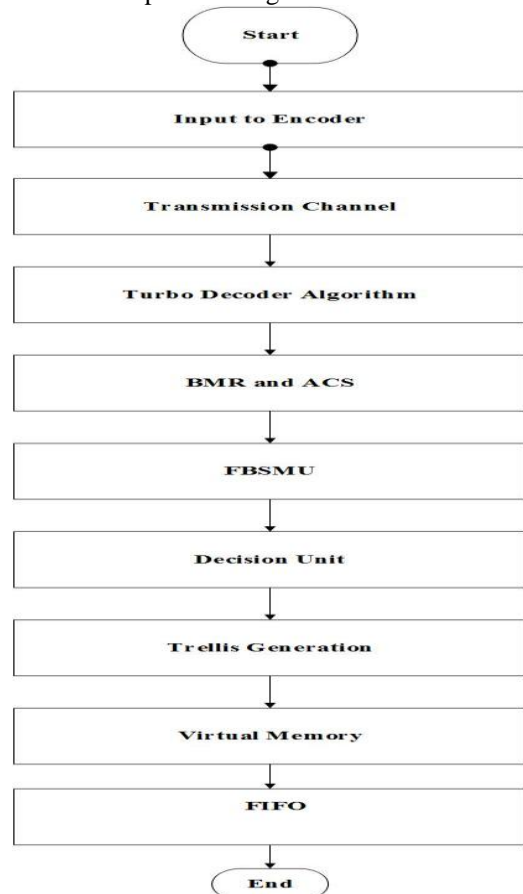 Start
Input to Encoder
Transmission Channel
Turbo Decoder Algorithm
BMR and ACS
FBSMU
Decision Unit
Trellis Generation
Virtual Memory
FIFO
End